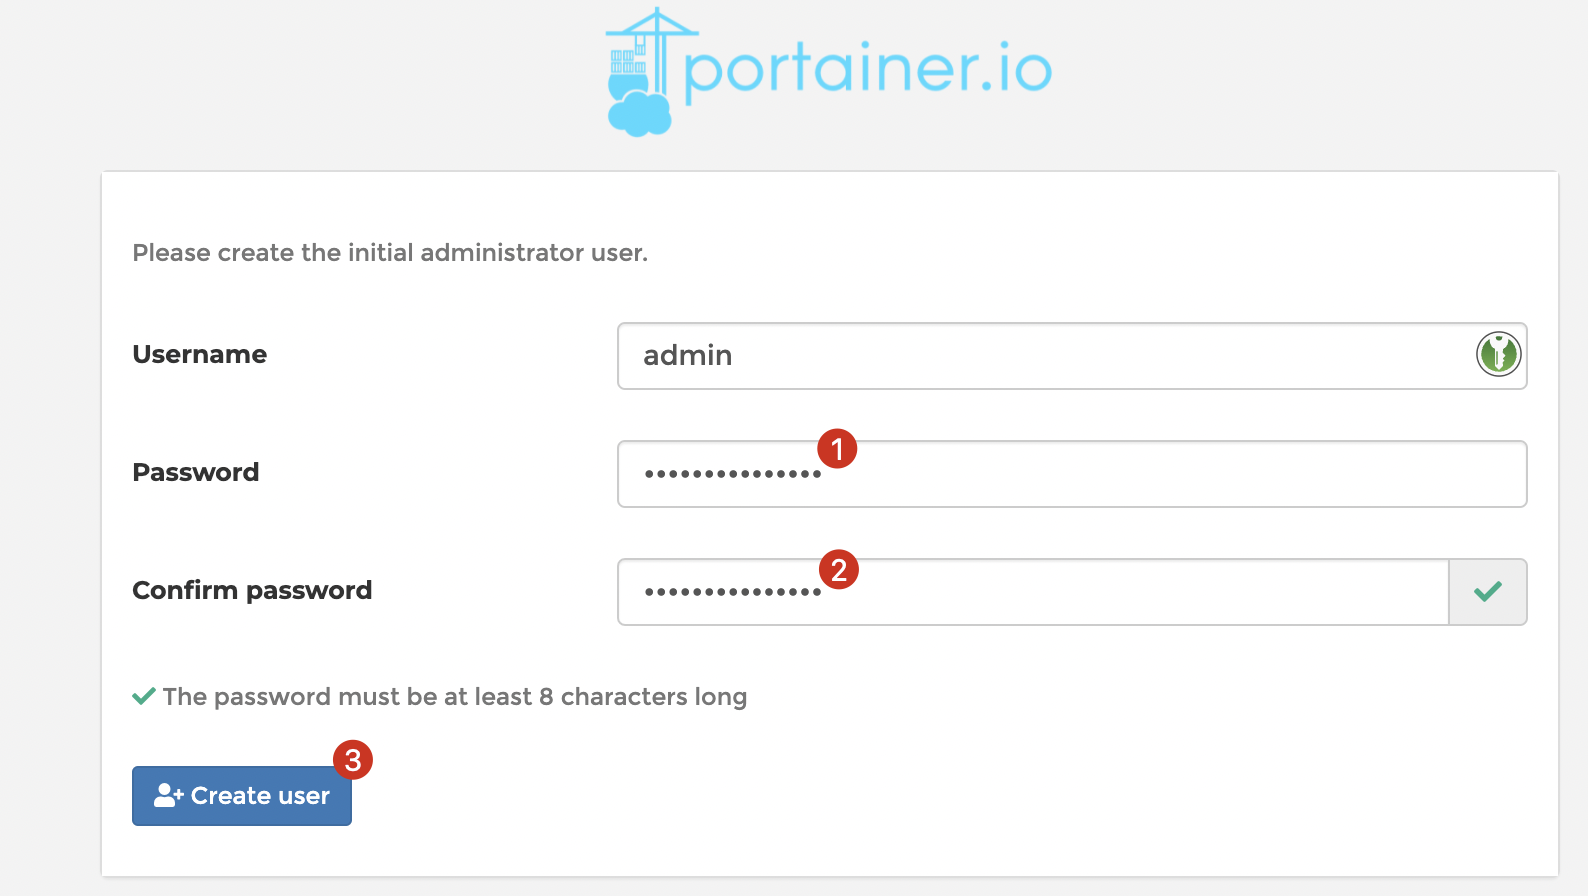 portainer.io
Please create the initial administrator user.
Username
admin
Password
1
•••••••••••••••
Confirm password
2
•••••••••••••••
The password must be at least 8 characters long
3
Create user